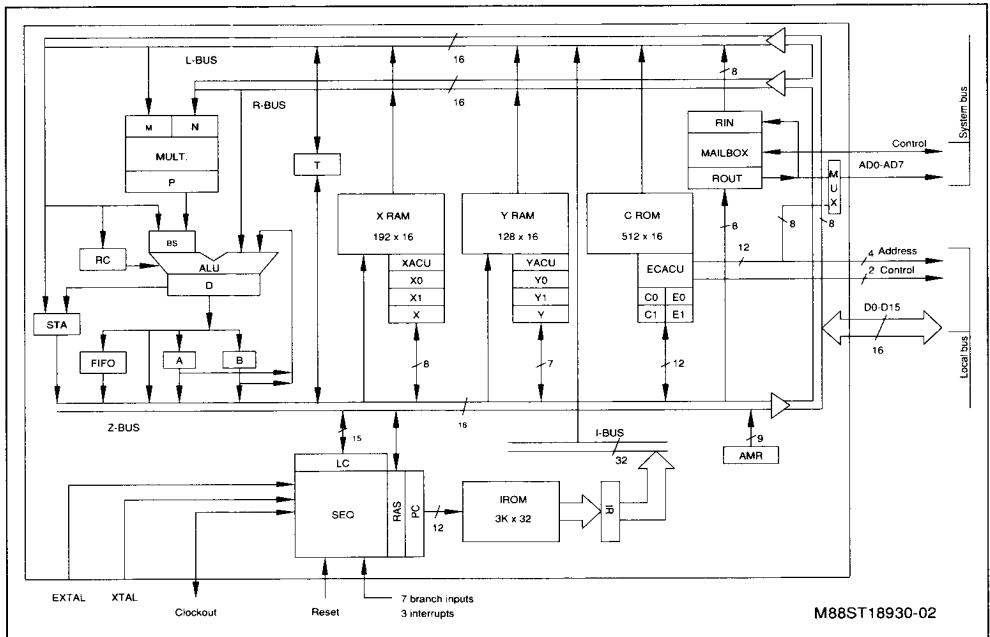 16
L-BUS
16
R-BUS
8
System bus
M N
MULT.
P
T
RIN
MAILBOX
ROUT
Control
AD0-AD7
MUX
8
8
8
X RAM
192 x 16
Y RAM
128 x 16
C ROM
512 x 16
BS
RC
ALU
D
XACU
X0
X1
X
YACU
Y0
Y1
Y
ECACU
C0 E0
C1 E1
12
4 Address
2 Control
STA
FIFO
A
B
8
7
12
D0-D15
16
Local bus
Z-BUS
16
15
I-BUS
32
9
AMR
LC
SEQ
RAS
PC
12
IROM
3K x 32
IR
EXTAL
XTAL
Clockout
Reset
7 branch inputs
3 interrupts
M88ST18930-02